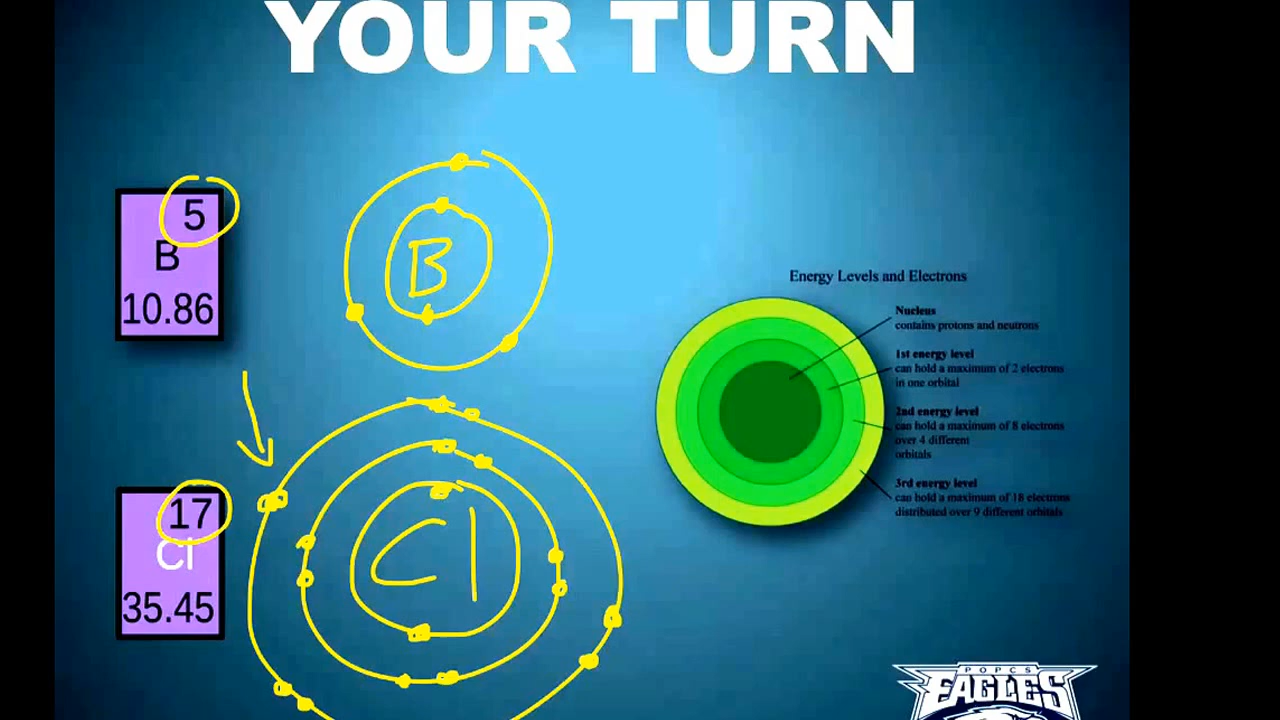 YOUR TURN
5
B
10.86
B
17
Cl
35.45
Cl
Energy Levels and Electrons
Nucleus
contains protons and neutrons
1st energy level
can hold a maximum of 2 electrons
in one orbital
2nd energy level
can hold a maximum of 8 electrons
over 4 different
orbitals
3rd energy level
can hold a maximum of 18 electrons
distributed over 9 different orbitals
POPCS
EAGLES